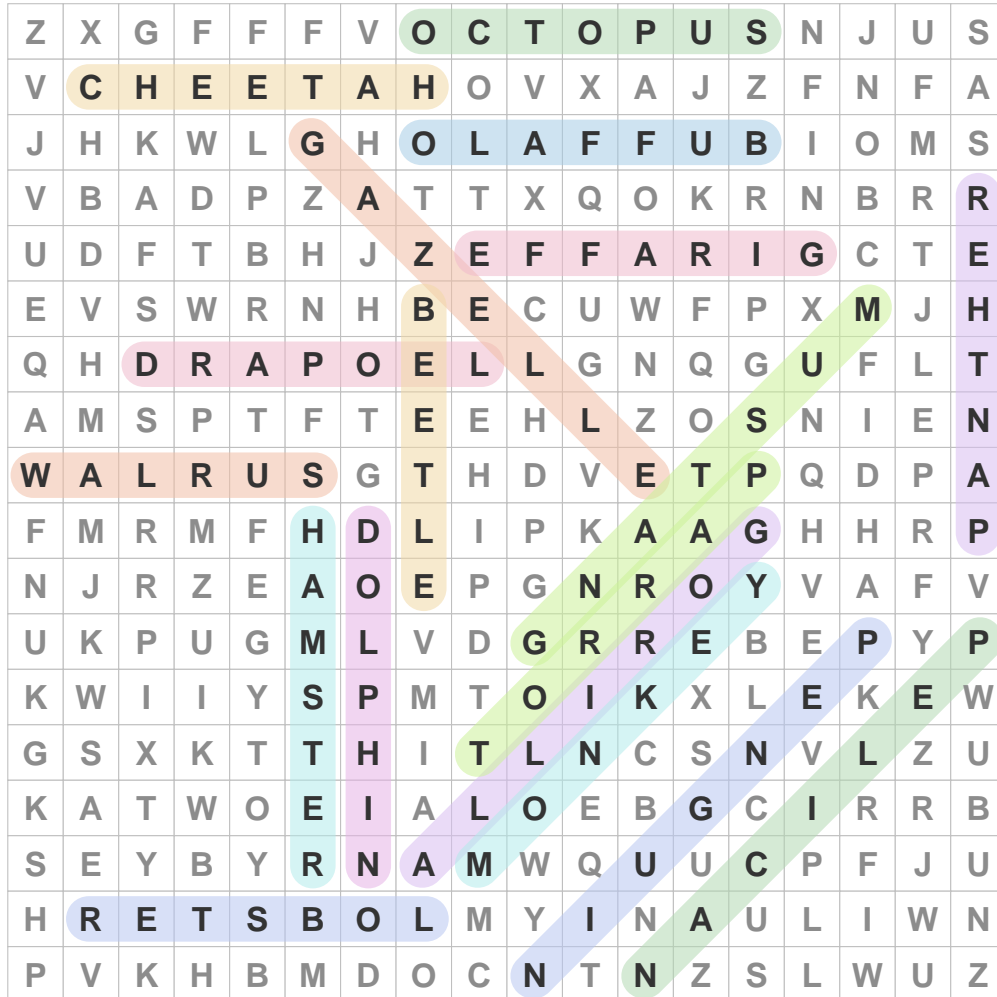 Z X G F F F V O C T O P U S N J U S
V C H E E T A H O V X A J Z F N F A
J H K W L G H O L A F F U B I O M S
V B A D P Z A T T X Q O K R N B R R
U D F T B H J Z E F F A R I G C T E
E V S W R N H B E C U W F P X M J H
Q H D R A P O E L L G N Q G U F L T
A M S P T F T E E H L Z O S N I E N
W A L R U S G T H D V E T P Q D P A
F M R M F H D L I P K A A G H H R P
N J R Z E A O E P G N R O Y V A F V
U K P U G M L V D G R R E B E P Y P
K W I I Y S P M T O I K X L E K E W
G S X K T T H I T L N C S N V L Z U
K A T W O E I A L O E B G C I R R B
S E Y B Y R N A M W Q U U C P F J U
H R E T S B O L M Y I N A U L I W N
P V K H B M D O C N T N Z S L W U Z